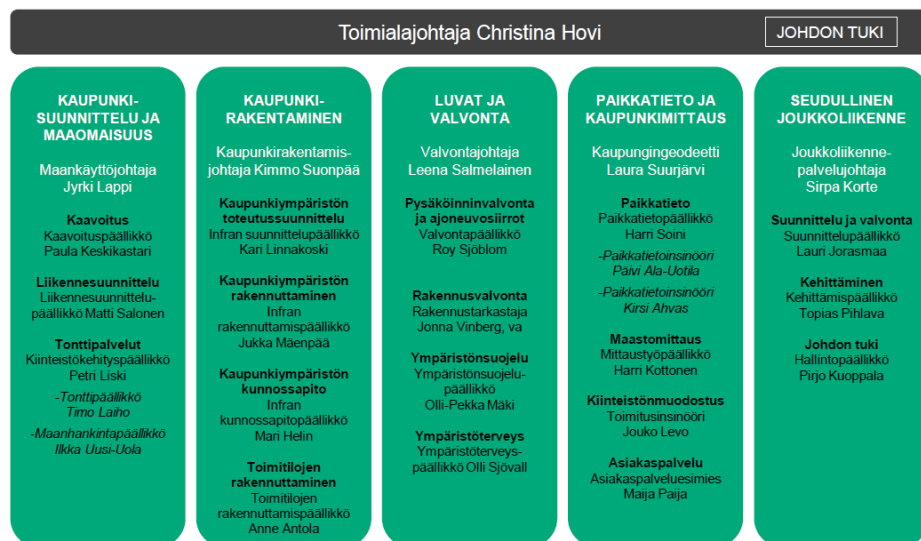 Toimialajohtaja Christina Hovi
JOHDON TUKI
KAUPUNKI-
SUUNNITTELU JA
MAAOMAISUUS
Maankäyttöjohtaja
Jyrki Lappi
Kaavoitus
Kaavoituspäällikkö
Paula Keskikastari
Liikennesuunnittelu
Liikennesuunnittelu-
päällikkö Matti Salonen
Tonttipalvelut
Kiinteistökehityspäällikkö
Petri Liski
-Tonttipäällikkö
Timo Laiho
-Maanhankintapäällikkö
Ilkka Uusi-Uola
KAUPUNKI-
RAKENTAMINEN
Kaupunkirakentamis-
johtaja Kimmo Suonpää
Kaupunkiympäristön
toteutussuunnittelu
Infran suunnittelupäällikkö
Kari Linnakoski
Kaupunkiympäristön
rakennuttaminen
Infran
rakennuttamispäällikkö
Jukka Mäenpää
Kaupunkiympäristön
kunnossapito
Infran
kunnossapitopäällikkö
Mari Helin
Toimitilojen
rakennuttaminen
Toimitilojen
rakennuttamispäällikkö
Anne Antola
LUVAT JA
VALVONTA
Valvontajohtaja
Leena Salmelainen
Pysäköinninvalvonta
ja ajoneuvosiirrot
Valvontapäällikkö
Roy Sjöblom
Rakennusvalvonta
Rakennustarkastaja
Jonna Vinberg, va
Ympäristönsuojelu
Ympäristönsuojelu-
päällikkö
Olli-Pekka Mäki
Ympäristöterveys
Ympäristöterveys-
päällikkö Olli Sjövall
PAIKKATIETO JA
KAUPUNKIMITTAUS
Kaupungingeodeetti
Laura Suurjärvi
Paikkatieto
Paikkatietopäällikkö
Harri Soini
-Paikkatietoinsinööri
Päivi Ala-Uotila
-Paikkatietoinsinööri
Kirsi Ahvas
Maastomittaus
Mittaustyöpäällikkö
Harri Kottonen
Kiinteistönmuodostus
Toimitusinsinööri
Jouko Levo
Asiakaspalvelu
Asiakaspalveluesimies
Maija Paija
SEUDULLINEN
JOUKKOLIIKENNE
Joukkoliikenne-
palvelujohtaja
Sirpa Korte
Suunnittelu ja valvonta
Suunnittelupäällikkö
Lauri Jorasmaa
Kehittäminen
Kehittämispäällikkö
Topias Pihlava
Johdon tuki
Hallintopäällikkö
Pirjo Kuoppala